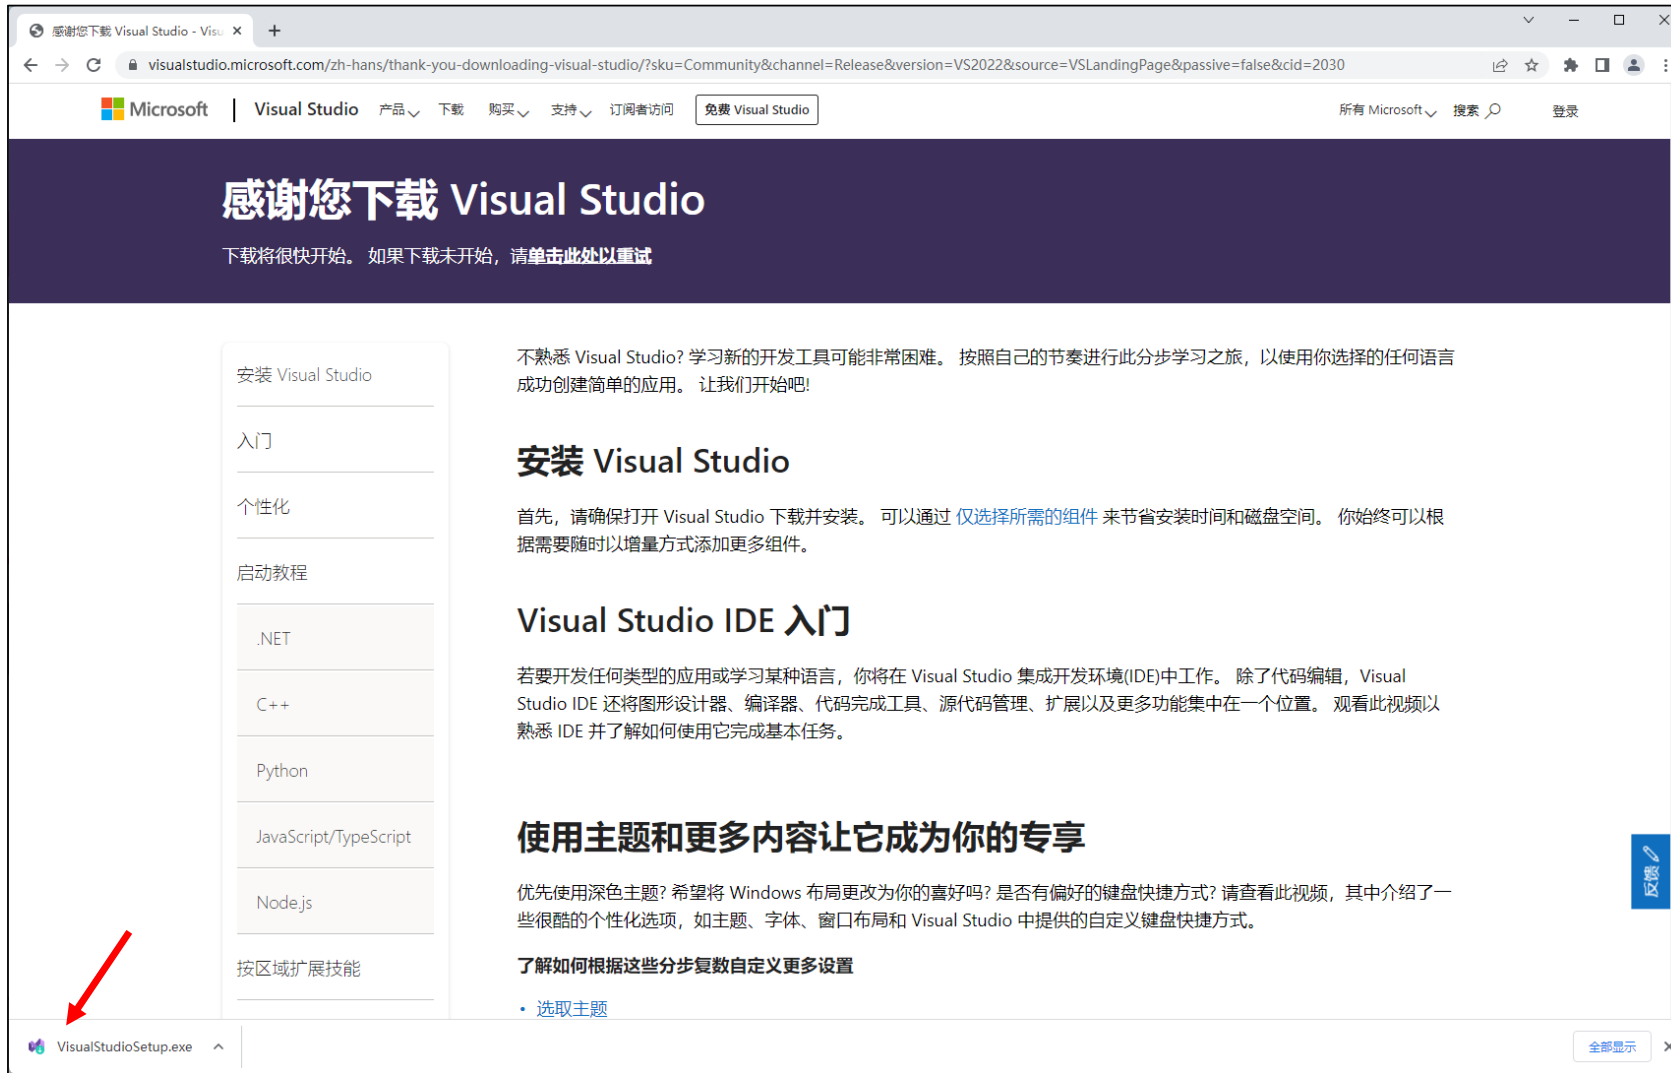 感谢您下载 Visual Studio - Visu
visualstudio.microsoft.com/zh-hans/thank-you-downloading-visual-studio/?sku=Community&channel=Release&version=VS2022&source=VSLandingPage&passive=false&cid=2030
Microsoft Visual Studio 产品 下载 购买 支持 订阅者访问 免费 Visual Studio 所有 Microsoft 搜索 登录
感谢您下载 Visual Studio
下载将很快开始。 如果下载未开始，请单击此处以重试
安装 Visual Studio
入门
个性化
启动教程
.NET
C++
Python
JavaScript/TypeScript
Node.js
按区域扩展技能
不熟悉 Visual Studio? 学习新的开发工具可能非常困难。 按照自己的节奏进行此分步学习之旅，以使用你选择的任何语言
成功创建简单的应用。 让我们开始吧!
安装 Visual Studio
首先，请确保打开 Visual Studio 下载并安装。 可以通过 仅选择所需的组件 来节省安装时间和磁盘空间。 你始终可以根
据需要随时以增量方式添加更多组件。
Visual Studio IDE 入门
若要开发任何类型的应用或学习某种语言，你将在 Visual Studio 集成开发环境(IDE)中工作。 除了代码编辑，Visual
Studio IDE 还将图形设计器、编译器、代码完成工具、源代码管理、扩展以及更多功能集中在一个位置。 观看此视频以
熟悉 IDE 并了解如何使用它完成基本任务。
使用主题和更多内容让它成为你的专享
优先使用深色主题? 希望将 Windows 布局更改为你的喜好吗? 是否有偏好的键盘快捷方式? 请查看此视频，其中介绍了一
些很酷的个性化选项，如主题、字体、窗口布局和 Visual Studio 中提供的自定义键盘快捷方式。
了解如何根据这些分步复数自定义更多设置
• 选取主题
反馈
VisualStudioSetup.exe
全部显示